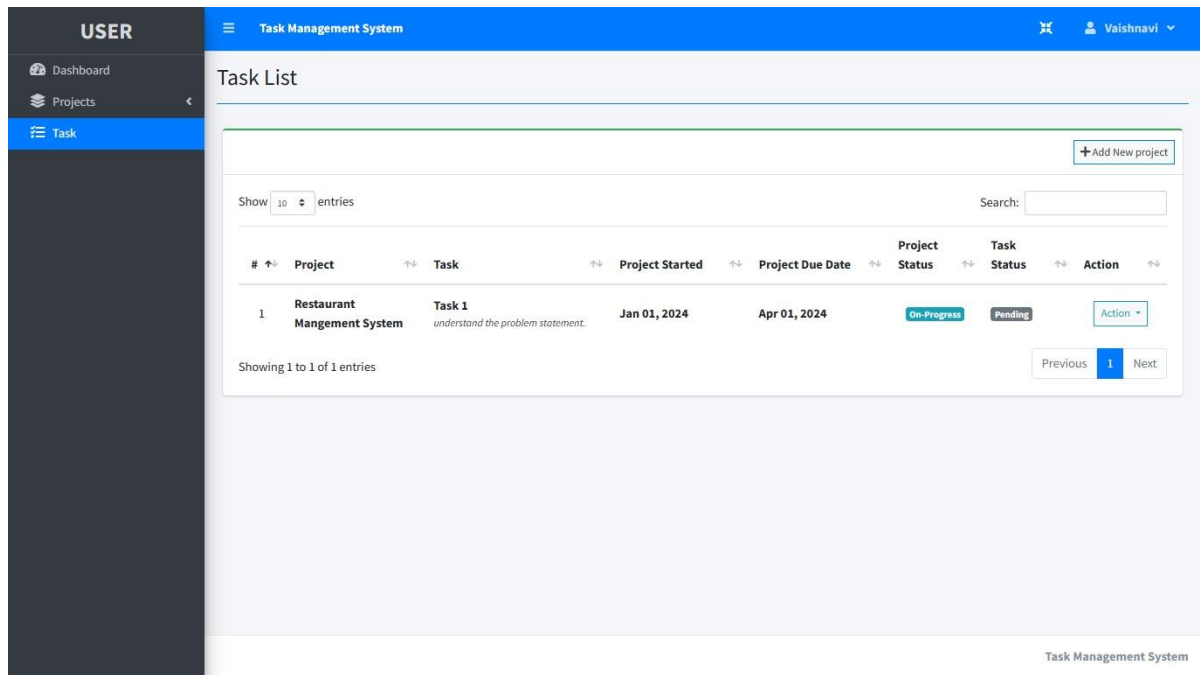 USER
Task Management System
Vaishnavi
Dashboard
Projects
Task
Task List
Add New project
Show 10 entries
Search:
# Project Task Project Started Project Due Date Project Status Task Status Action
1 Restaurant Mangement System Task 1 Jan 01, 2024 Apr 01, 2024 On-Progress Pending Action
understand the problem statement.
Showing 1 to 1 of 1 entries
Previous 1 Next
Task Management System